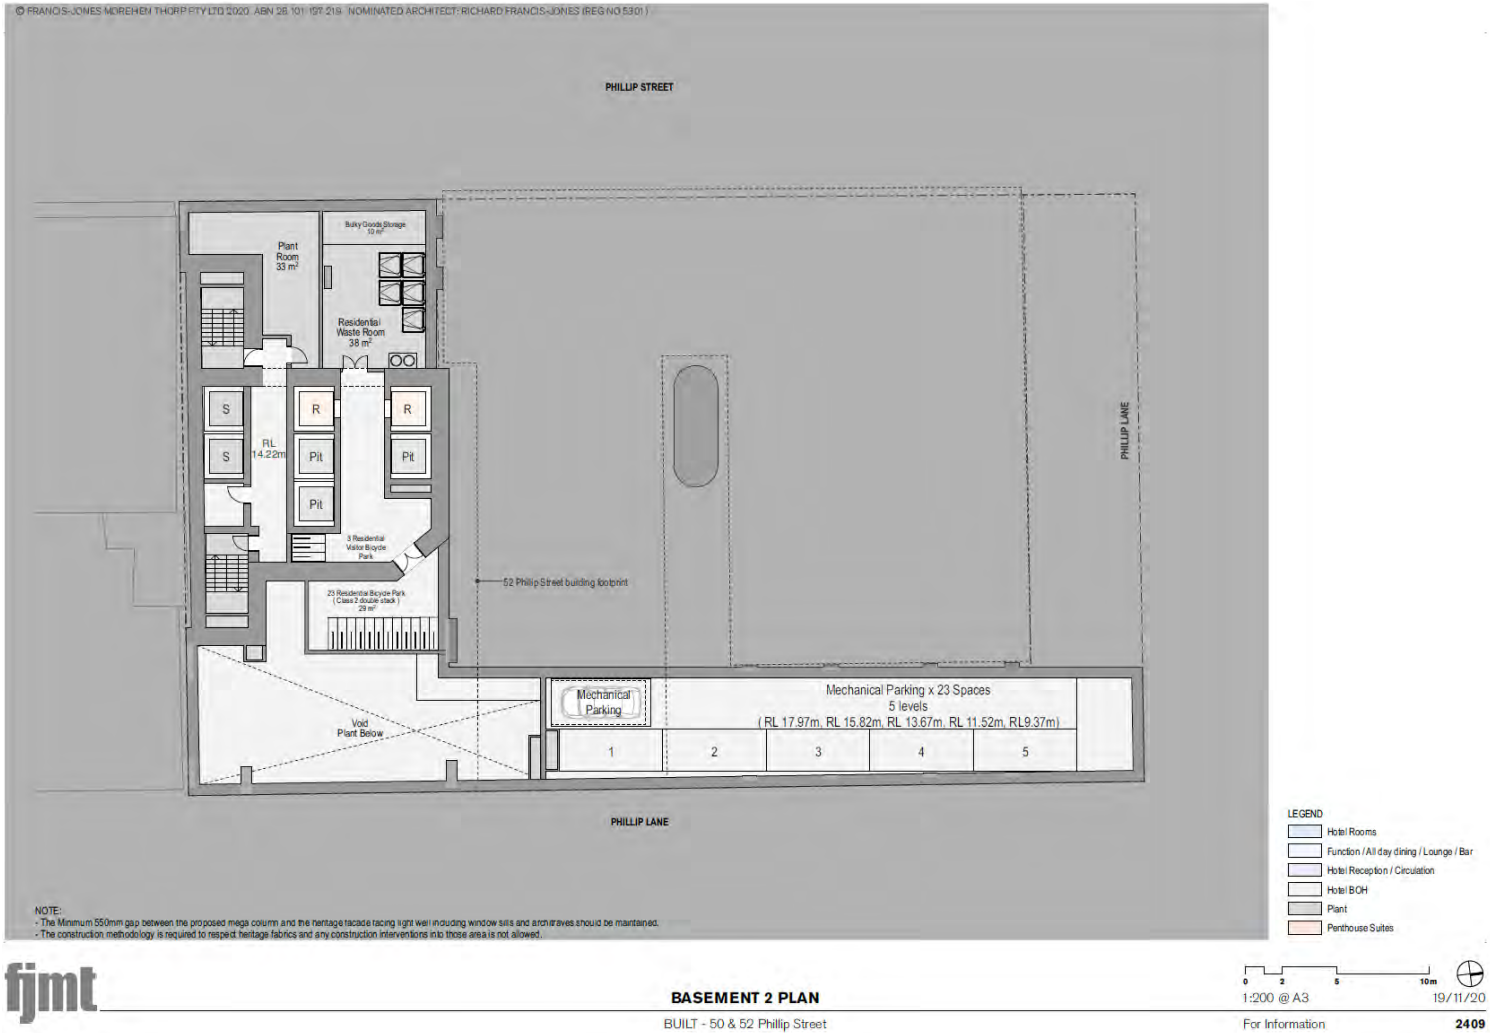 © FRANCIS-JONES MOREHEN THORP PTY LTD 2020 ABN 28 101 197 219 NOMINATED ARCHITECT: RICHARD FRANCIS-JONES (REG NO 5301)
PHILLIP STREET
Bulky Goods Storage
10 m²
Plant
Room
33 m²
Residential
Waste Room
38 m²
S
R
R
RL
14.22m
S
Pit
Pit
Pit
3 Residential
Visitor Bicycle
Park
PHILLIP LANE
52 Phillip Street building footprint
23 Residential Bicycle Park
( Class 2 double stack )
29 m²
Mechanical
Parking
Mechanical Parking x 23 Spaces
5 levels
( RL 17.97m, RL 15.82m, RL 13.67m, RL 11.52m, RL9.37m)
Void
Plant Below
1
2
3
4
5
PHILLIP LANE
LEGEND
Hotel Rooms
Function / All day dining / Lounge / Bar
Hotel Reception / Circulation
Hotel BOH
Plant
Penthouse Suites
NOTE:
- The Minimum 550mm gap between the proposed mega column and the heritage facade facing light well including window sills and architraves should be maintained.
- The construction methodology is required to respect heritage fabrics and any construction interventions into those area is not allowed.
fjmt
BASEMENT 2 PLAN
BUILT - 50 & 52 Phillip Street
0 2 5 10m
1:200 @ A3
19/11/20
For Information
2409